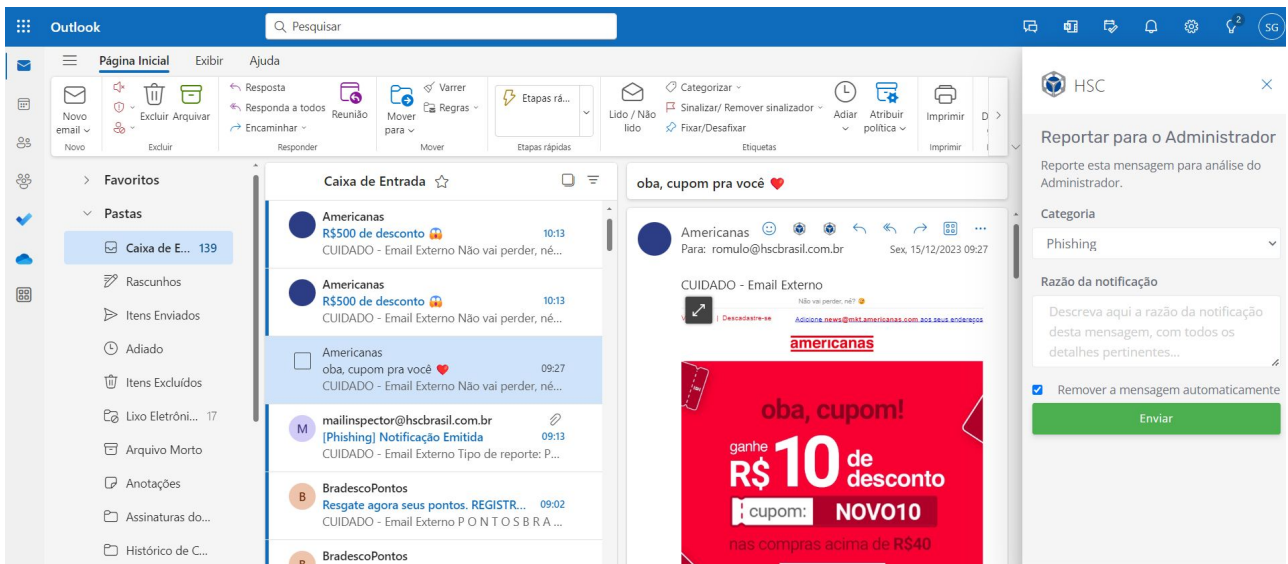 Outlook
Pesquisar
2
SG
Página Inicial Exibir Ajuda
Novo email
Novo
Excluir Arquivar
Excluir
Resposta
Responda a todos
Encaminhar
Reunião
Responder
Mover para
Varrer
Regras
Mover
Etapas rá...
Etapas rápidas
Lido / Não lido
Categorizar
Sinalizar/ Remover sinalizador
Fixar/Desafixar
Adiar
Atribuir política
Etiquetas
Imprimir
Imprimir
D
Favoritos
Pastas
Caixa de E... 139
Rascunhos
Itens Enviados
Adiado
Itens Excluídos
Lixo Eletrôni... 17
Arquivo Morto
Anotações
Assinaturas do...
Histórico de C...
Caixa de Entrada
Americanas
R$500 de desconto 😱 10:13
CUIDADO - Email Externo Não vai perder, né...
Americanas
R$500 de desconto 😱 10:13
CUIDADO - Email Externo Não vai perder, né...
Americanas
oba, cupom pra você ❤️ 09:27
CUIDADO - Email Externo Não vai perder, né...
M
mailinspector@hscbrasil.com.br
[Phishing] Notificação Emitida 09:13
CUIDADO - Email Externo Tipo de reporte: P...
B
BradescoPontos
Resgate agora seus pontos. REGISTR... 09:02
CUIDADO - Email Externo P O N T O S B R A ...
B
BradescoPontos
oba, cupom pra você ❤️
Americanas
Para: romulo@hscbrasil.com.br Sex, 15/12/2023 09:27
CUIDADO - Email Externo
Não vai perder, né?
V | Descadastre-se Adicione news@mkt.americanas.com aos seus endereços
americanas
oba, cupom!
ganhe
R$ 10 de desconto
cupom: NOVO10
nas compras acima de R$40
HSC
Reportar para o Administrador
Reporte esta mensagem para análise do
Administrador.
Categoria
Phishing
Razão da notificação
Descreva aqui a razão da notificação
desta mensagem, com todos os
detalhes pertinentes...
Remover a mensagem automaticamente
Enviar